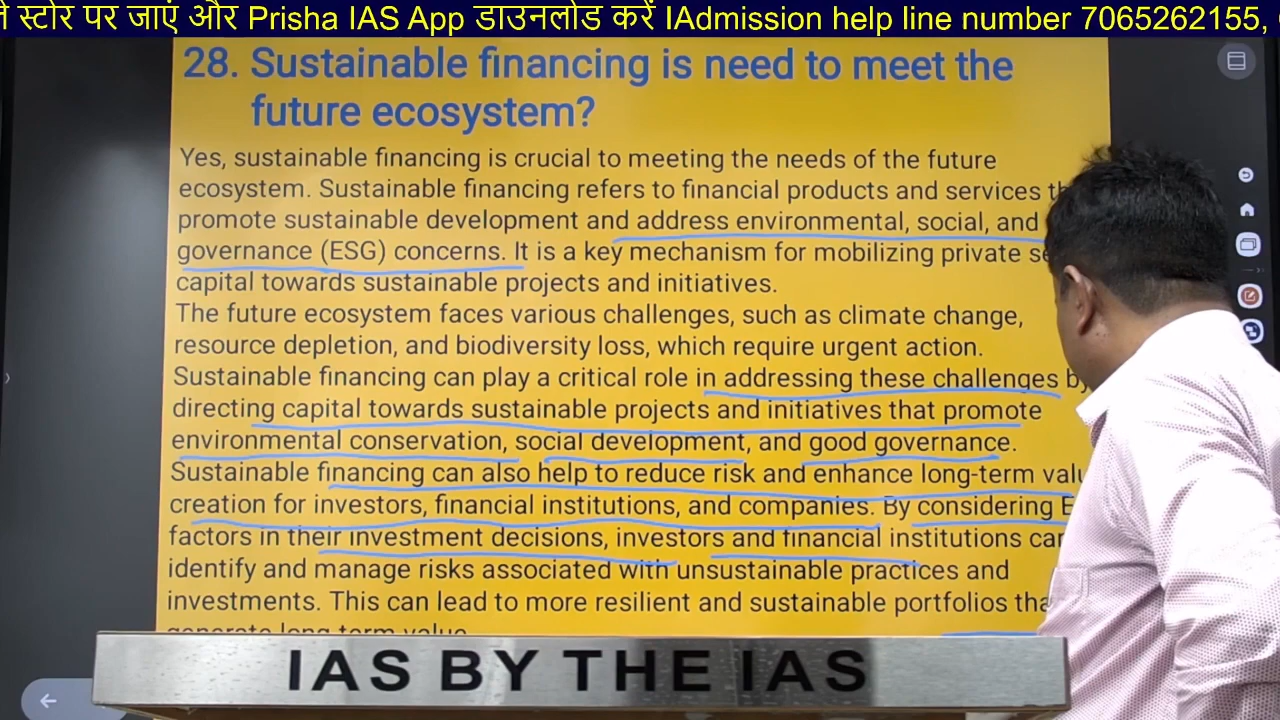 स्टोर पर जाएं और Prisha IAS App डाउनलोड करें IAdmission help line number 7065262155,
28. Sustainable financing is need to meet the
future ecosystem?
Yes, sustainable financing is crucial to meeting the needs of the future
ecosystem. Sustainable financing refers to financial products and services
promote sustainable development and address environmental, social, and
governance (ESG) concerns. It is a key mechanism for mobilizing private
capital towards sustainable projects and initiatives.
The future ecosystem faces various challenges, such as climate change,
resource depletion, and biodiversity loss, which require urgent action.
Sustainable financing can play a critical role in addressing these challenges
directing capital towards sustainable projects and initiatives that promote
environmental conservation, social development, and good governance.
Sustainable financing can also help to reduce risk and enhance long-term
creation for investors, financial institutions, and companies. By considering
factors in their investment decisions, investors and financial institutions
identify and manage risks associated with unsustainable practices and
investments. This can lead to more resilient and sustainable portfolios
generate long-term value
IAS BY THE IAS